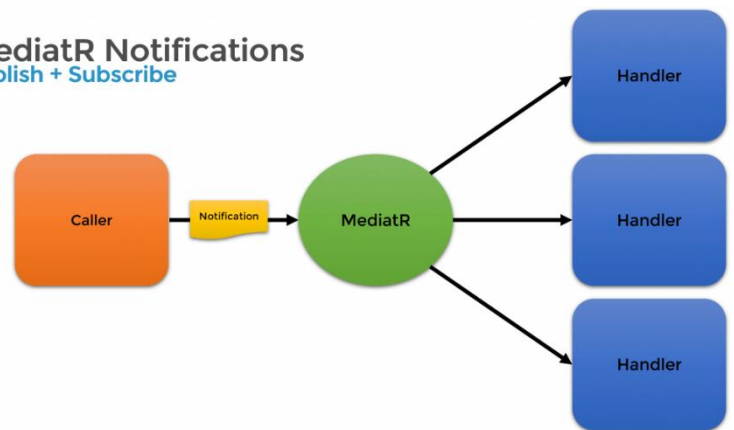 ediatR Notifications
blish + Subscribe
Handler
Caller
Notification
MediatR
Handler
Handler